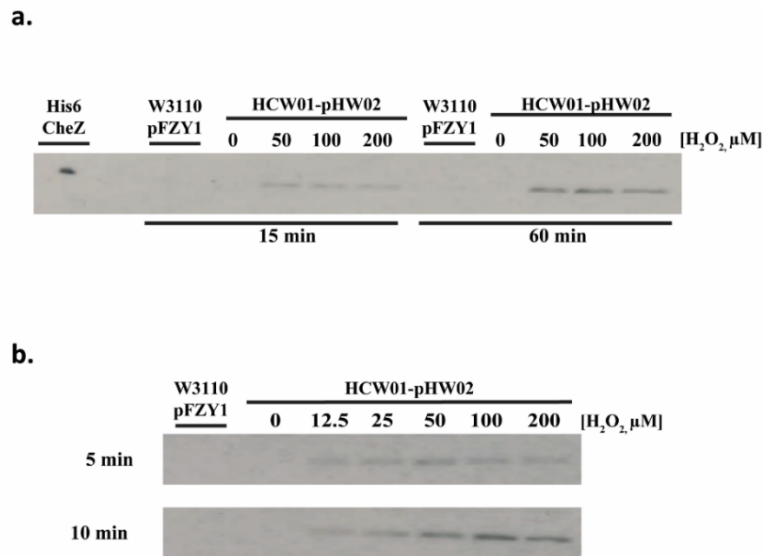 a.
His6 W3110 HCW01-pHW02 W3110 HCW01-pHW02
CheZ pFZY1 0 50 100 200 pFZY1 0 50 100 200 [H₂O₂, µM]
15 min 60 min
b.
W3110 HCW01-pHW02
pFZY1 0 12.5 25 50 100 200 [H₂O₂, µM]
5 min
10 min